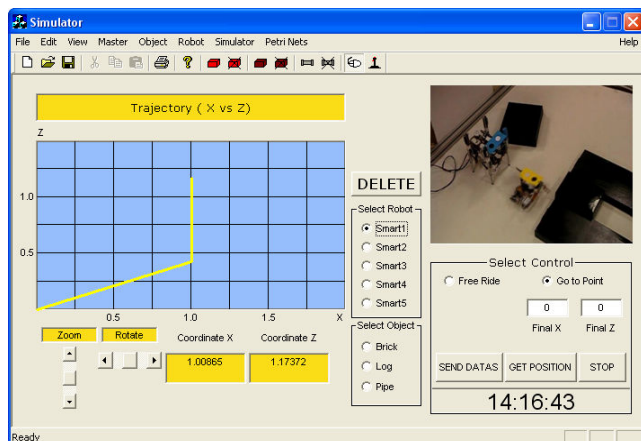 Simulator
File Edit View Master Object Robot Simulator Petri Nets Help
Trajectory ( X vs Z)
Z
1.0
0.5
0.5 1.0 X
Zoom Rotate Coordinate X Coordinate Z
1.00865 1.17372
DELETE
Select Robot
Smart1
Smart2
Smart3
Smart4
Smart5
Select Object
Brick
Log
Pipe
Select Control
Free Ride Go to Point
0 0
Final X Final Z
SEND DATAS GET POSITION STOP
14:16:43
Ready